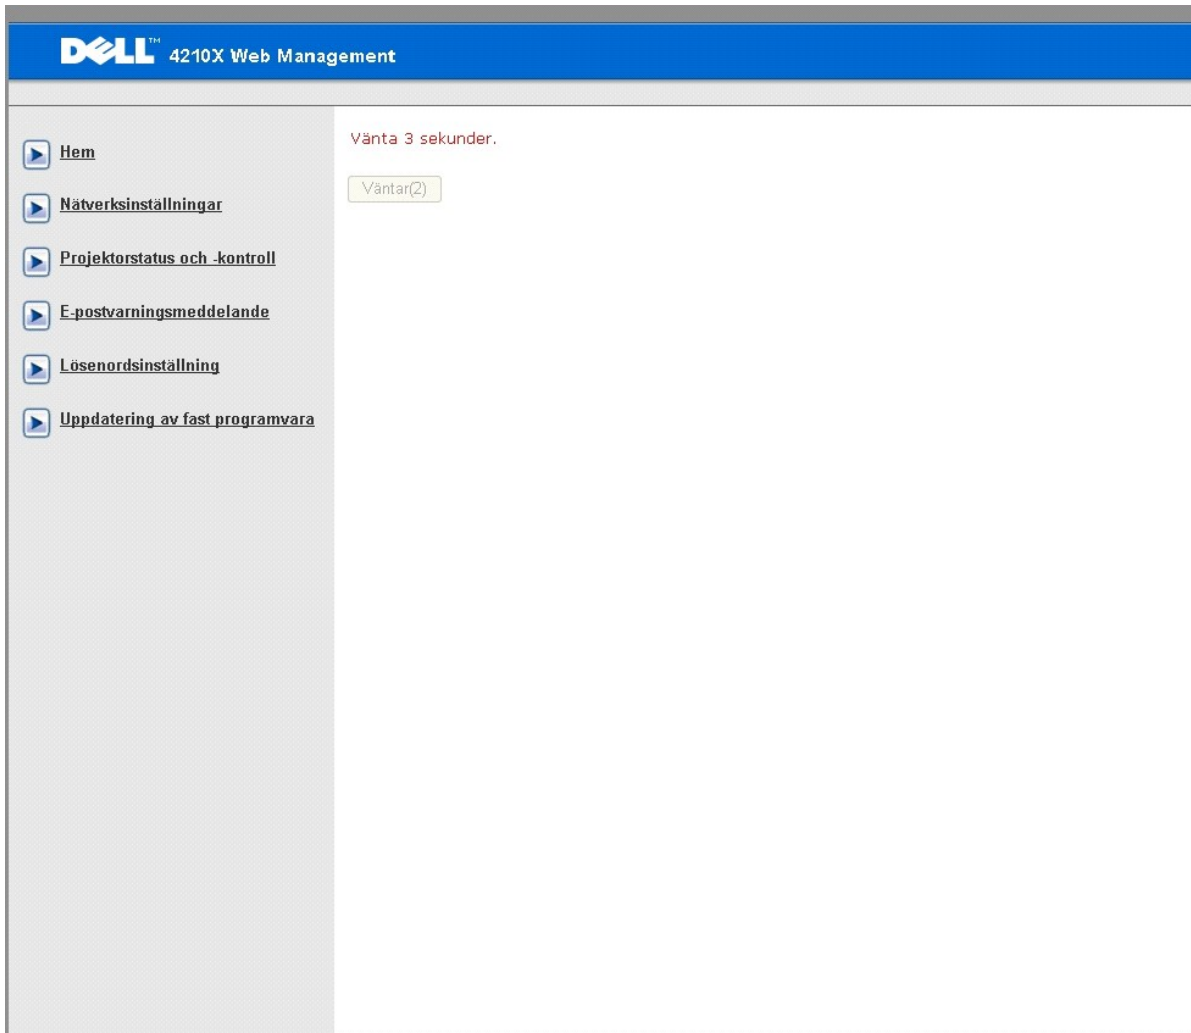 DELL™ 4210X Web Management
Hem
Nätverksinställningar
Projektorstatus och -kontroll
E-postvarningsmeddelande
Lösenordsinställning
Uppdatering av fast programvara
Vänta 3 sekunder.
Väntar(2)